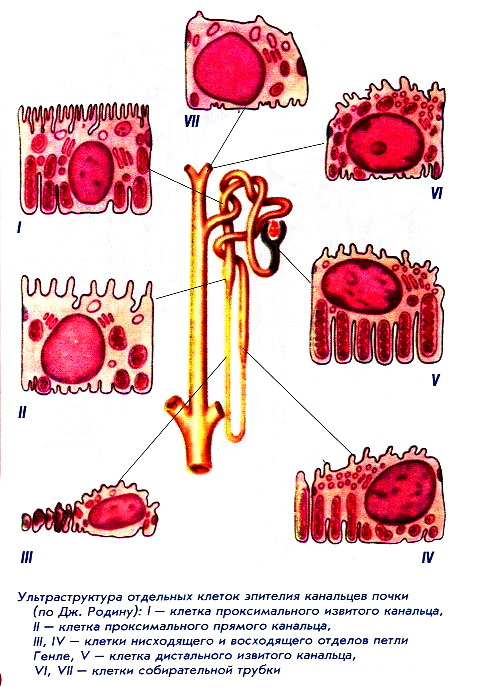 VII
VI
I
V
II
III
IV
Ультраструктура отдельных клеток эпителия канальцев почки
(по Дж. Родину): I — клетка проксимального извитого канальца,
II — клетка проксимального прямого канальца,
III, IV — клетки нисходящего и восходящего отделов петли
Генле, V — клетка дистального извитого канальца,
VI, VII — клетки собирательной трубки